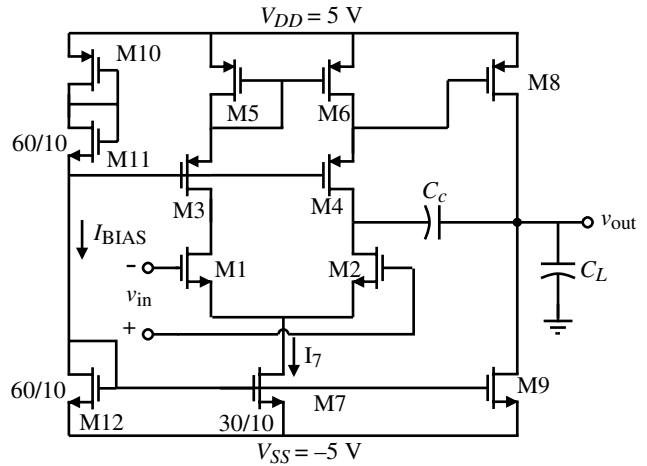 V_DD = 5 V
M10
M5
M6
M8
60/10
M11
M3
M4
C_c
v_out
I_BIAS
–
M1
M2
C_L
v_in
+
I_7
60/10
M12
M7
M9
30/10
V_SS = –5 V